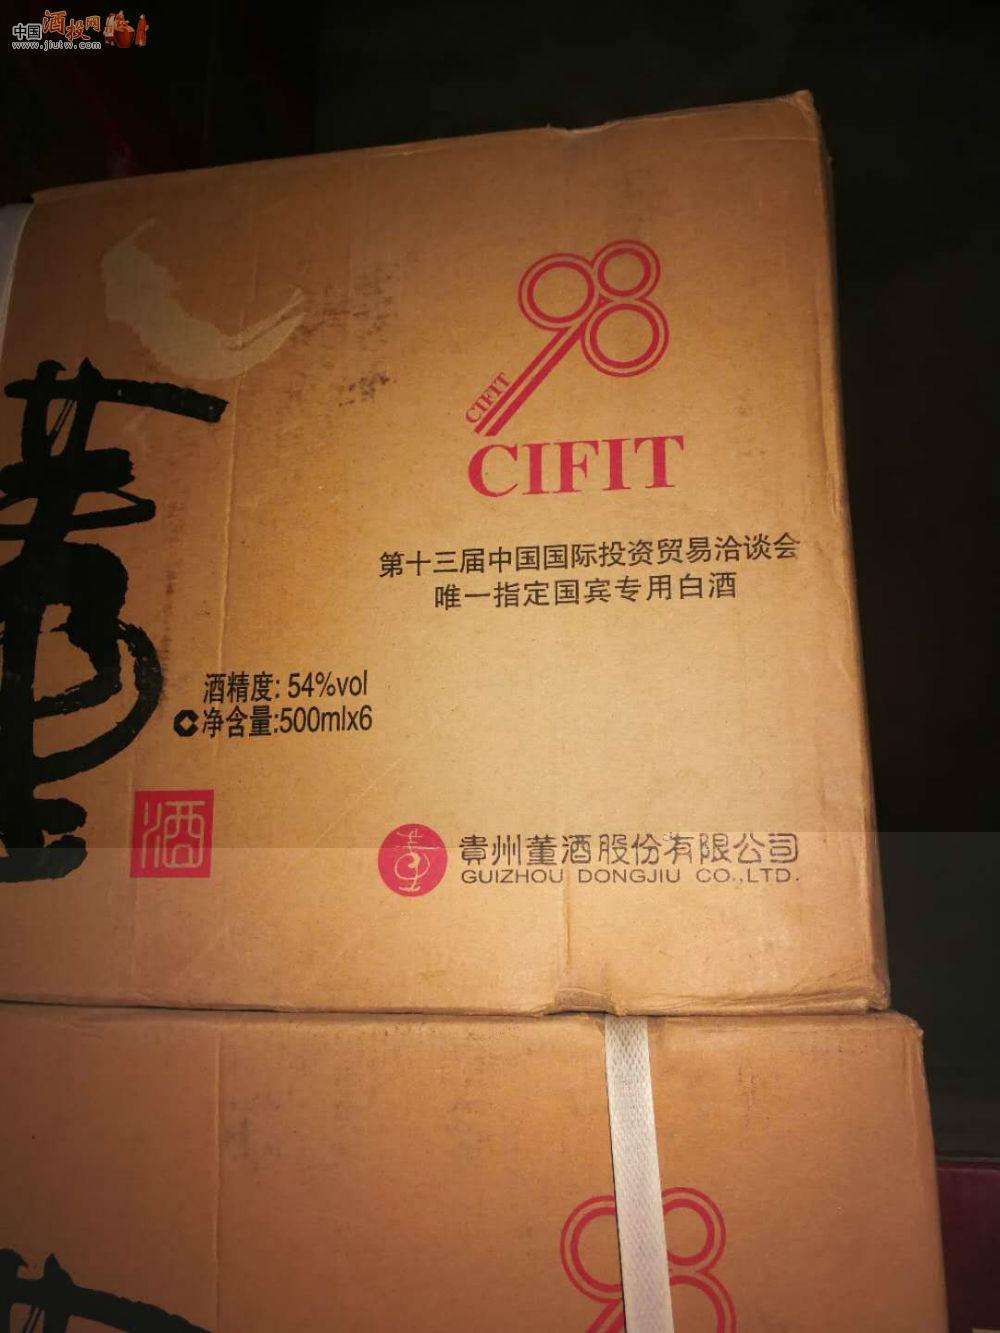 中国酒投网
www.jiutw.com
CIFIT
CIFIT
第十三届中国国际投资贸易洽谈会
唯一指定国宾专用白酒
董
酒精度: 54%vol
净含量:500mlx6
酒
董
貴州董酒股份有限公司
GUIZHOU DONGJIU CO.,LTD.